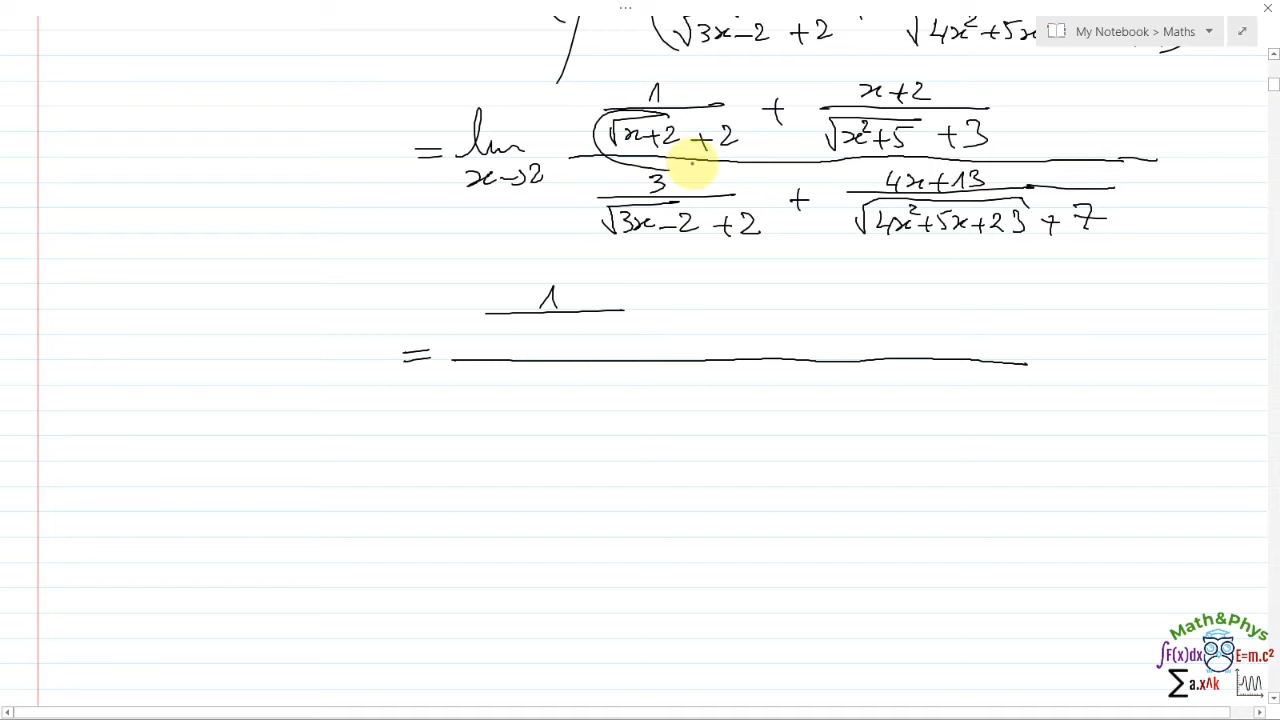 √3x-2 +2 √4x²+5x
My Notebook > Maths
1 x+2
√x+2 +2 + √x²+5 +3
= lim
x→2
3 4x+13
√3x-2 +2 + √4x²+5x+23 + 7
1
=
Math&Phys
∫F(x)dx E=m.c²
∑ a.x^k